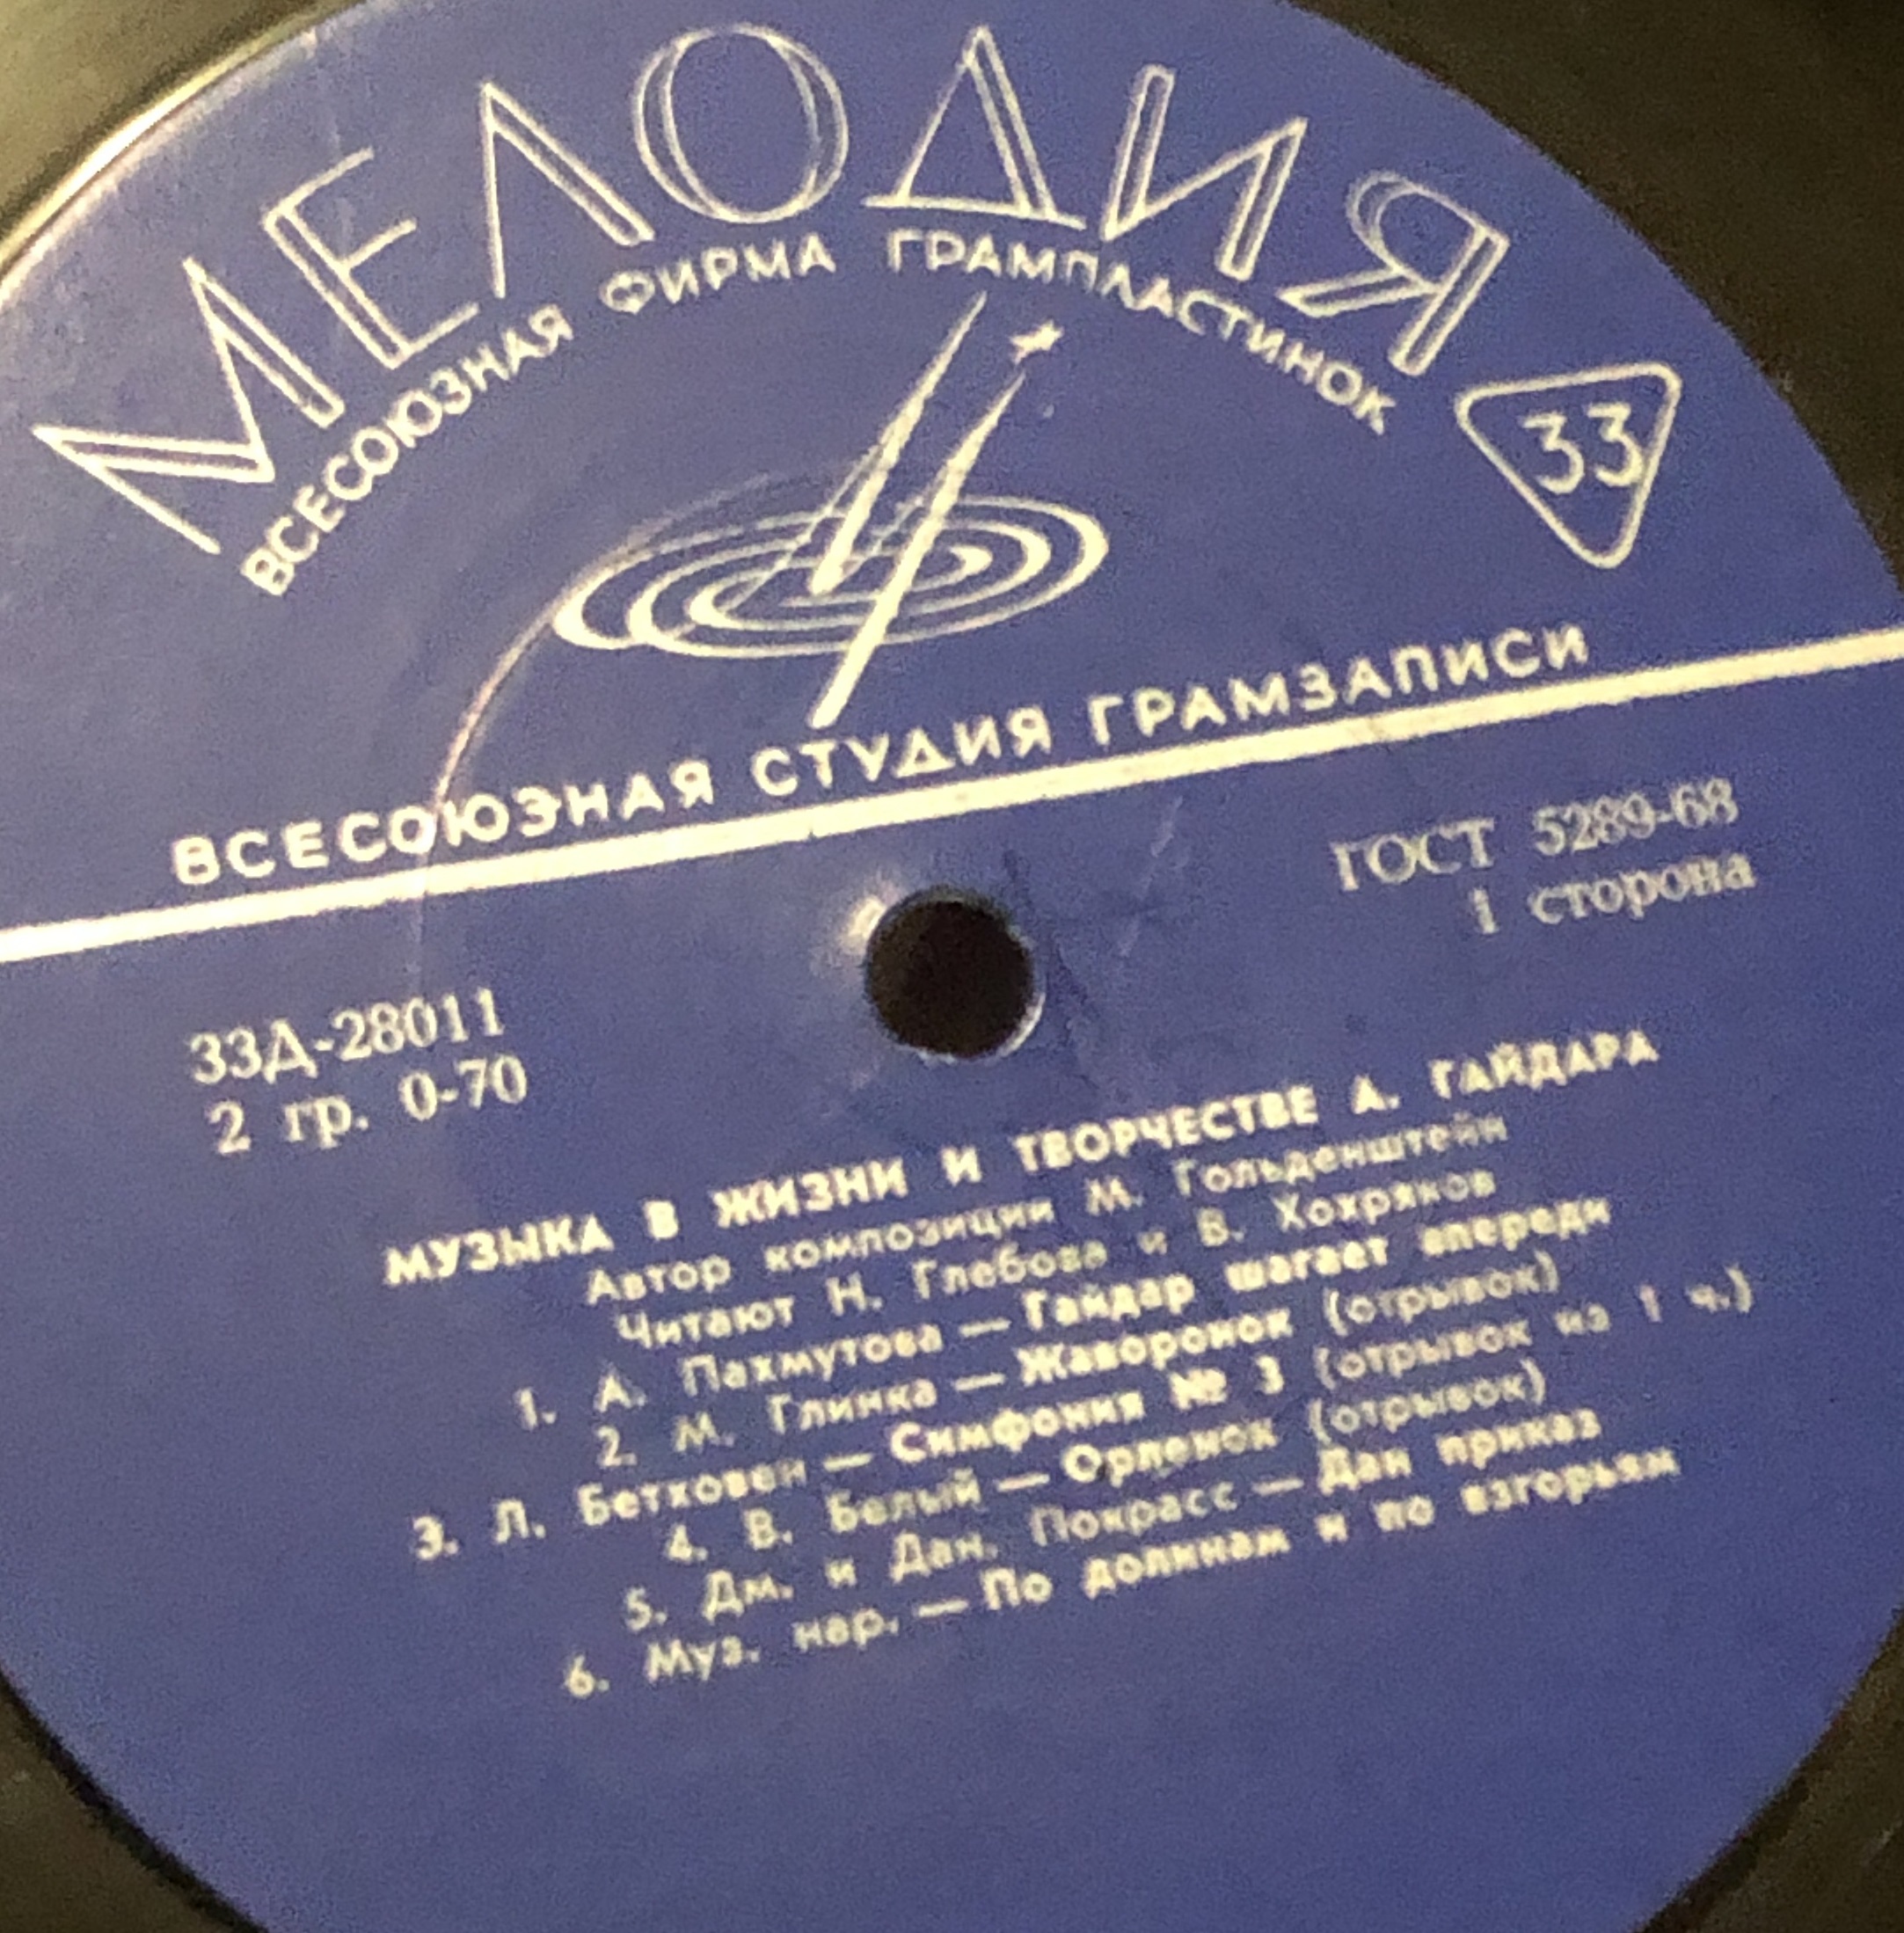 МЕЛОДИЯ
ВСЕСОЮЗНАЯ ФИРМА ГРАМПЛАСТИНОК
33
ВСЕСОЮЗНАЯ СТУДИЯ ГРАМЗАПИСИ
ГОСТ 5289-68
1 сторона
33Д-28011
2 гр. 0-70
МУЗЫКА В ЖИЗНИ И ТВОРЧЕСТВЕ А. ГАЙДАРА
Автор композиции М. Гольденштейн
Читают Н. Глебова и В. Хохряков
1. А. Пахмутова — Гайдар шагает впереди
2. М. Глинка — Жаворонок (отрывок)
3. Л. Бетховен — Симфония № 3 (отрывок из 1 ч.)
4. В. Белый — Орленок (отрывок)
5. Дм. и Дан. Покрасс — Дан приказ
6. Муз. нар. — По долинам и по взгорьям